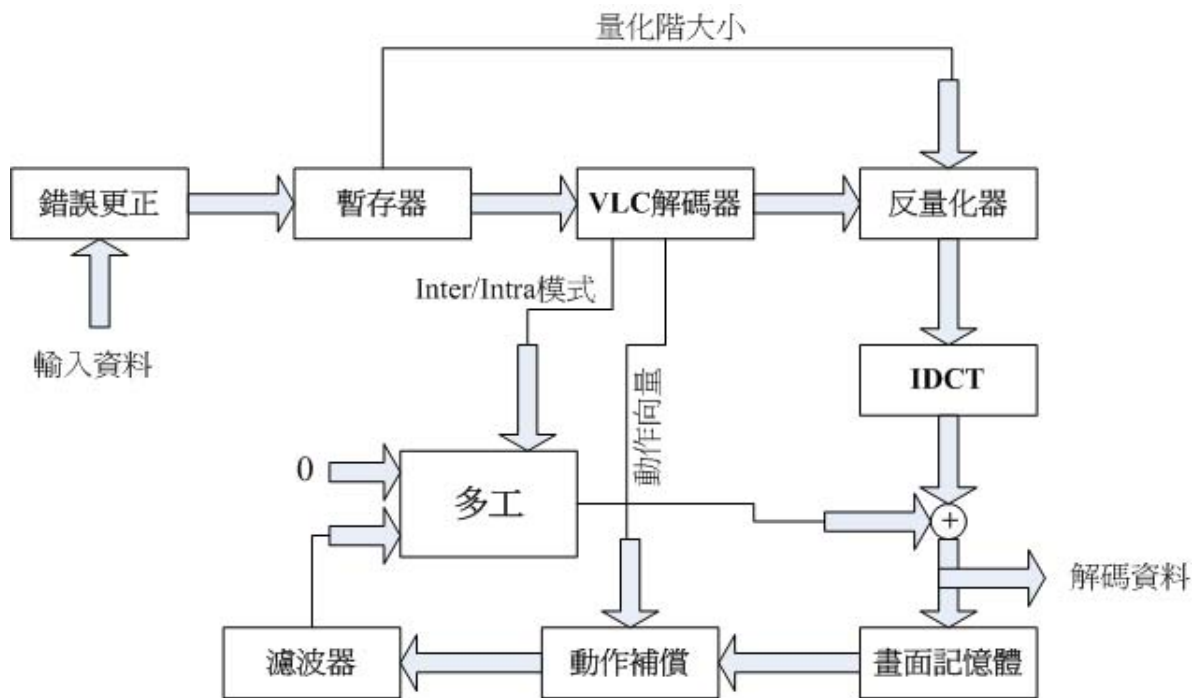 量化階大小
錯誤更正
暫存器
VLC解碼器
反量化器
Inter/Intra模式
輸入資料
動作向量
IDCT
0
多工
+
解碼資料
濾波器
動作補償
畫面記憶體